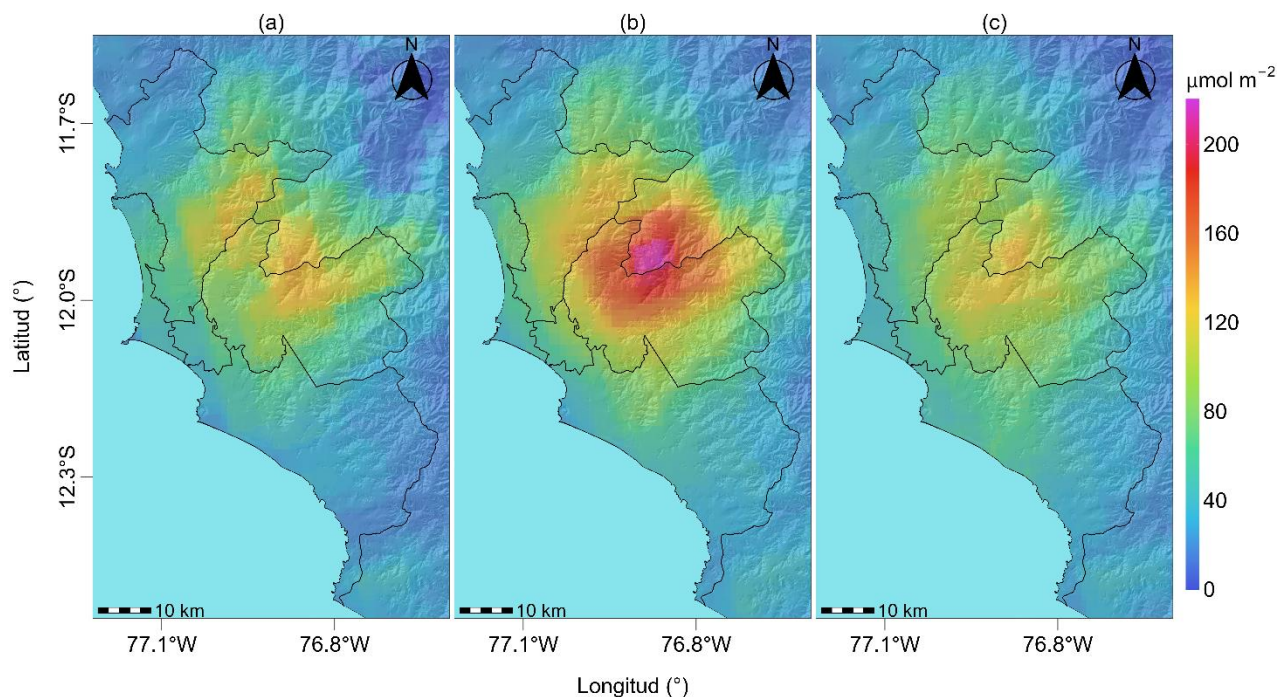 (a)
(b)
(c)
N
N
N
µmol m⁻²
200
160
120
80
40
0
11.7°S
12.0°S
12.3°S
Latitud (°)
10 km
10 km
10 km
77.1°W
76.8°W
77.1°W
76.8°W
77.1°W
76.8°W
Longitud (°)